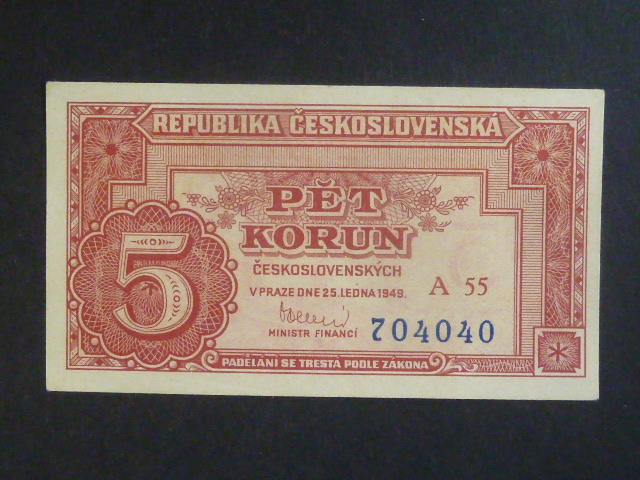 REPUBLIKA ČESKOSLOVENSKÁ
PĚT
KORUN
ČESKOSLOVENSKÝCH
V PRAZE DNE 25. LEDNA 1949.
A 55
MINISTR FINANCÍ
704040
5
PADĚLÁNÍ SE TRESTÁ PODLE ZÁKONA